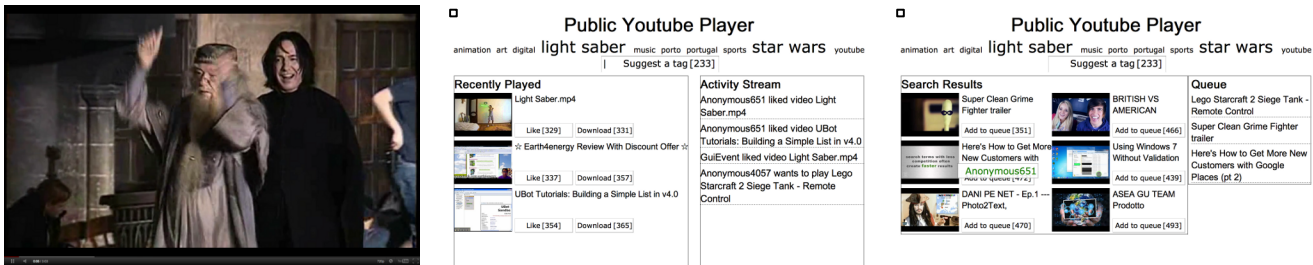 Public Youtube Player
animation art digital light saber music porto portugal sports star wars youtube
Suggest a tag [233]
Recently Played
Light Saber.mp4
Like [329] Download [331]
☆ Earth4energy Review With Discount Offer ☆
Like [337] Download [357]
UBot Tutorials: Building a Simple List in v4.0
Like [354] Download [365]
Activity Stream
Anonymous651 liked video Light
Saber.mp4
Anonymous651 liked video UBot
Tutorials: Building a Simple List in v4.0
GuiEvent liked video Light Saber.mp4
Anonymous4057 wants to play Lego
Starcraft 2 Siege Tank - Remote
Control
Public Youtube Player
animation art digital light saber music porto portugal sports star wars youtube
Suggest a tag [233]
Search Results
Super Clean Grime
Fighter trailer
Add to queue [351]
BRITISH VS
AMERICAN
Add to queue [466]
Here's How to Get More
New Customers with
Anonymous651
Using Windows 7
Without Validation
Add to queue [439]
DANI PE NET - Ep.1 ---
Photo2Text,
Add to queue [470]
ASEA GU TEAM
Prodotto
Add to queue [493]
Queue
Lego Starcraft 2 Siege Tank -
Remote Control
Super Clean Grime Fighter
trailer
Here's How to Get More New
Customers with Google
Places (pt 2)